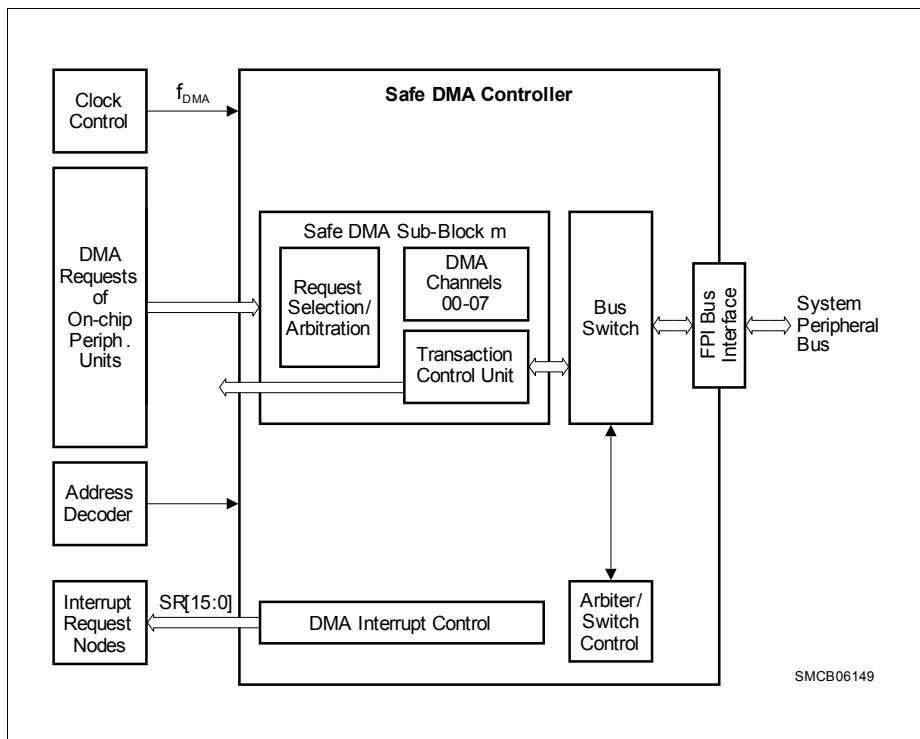 Clock
Control
f_DMA
Safe DMA Controller
DMA
Requests
of
On-chip
Periph .
Units
Safe DMA Sub-Block m
Request
Selection/
Arbitration
DMA
Channels
00-07
Transaction
Control Unit
Bus
Switch
FPI Bus
Interface
System
Peripheral
Bus
Address
Decoder
Interrupt
Request
Nodes
SR[15:0]
DMA Interrupt Control
Arbiter/
Switch
Control
SMCB06149